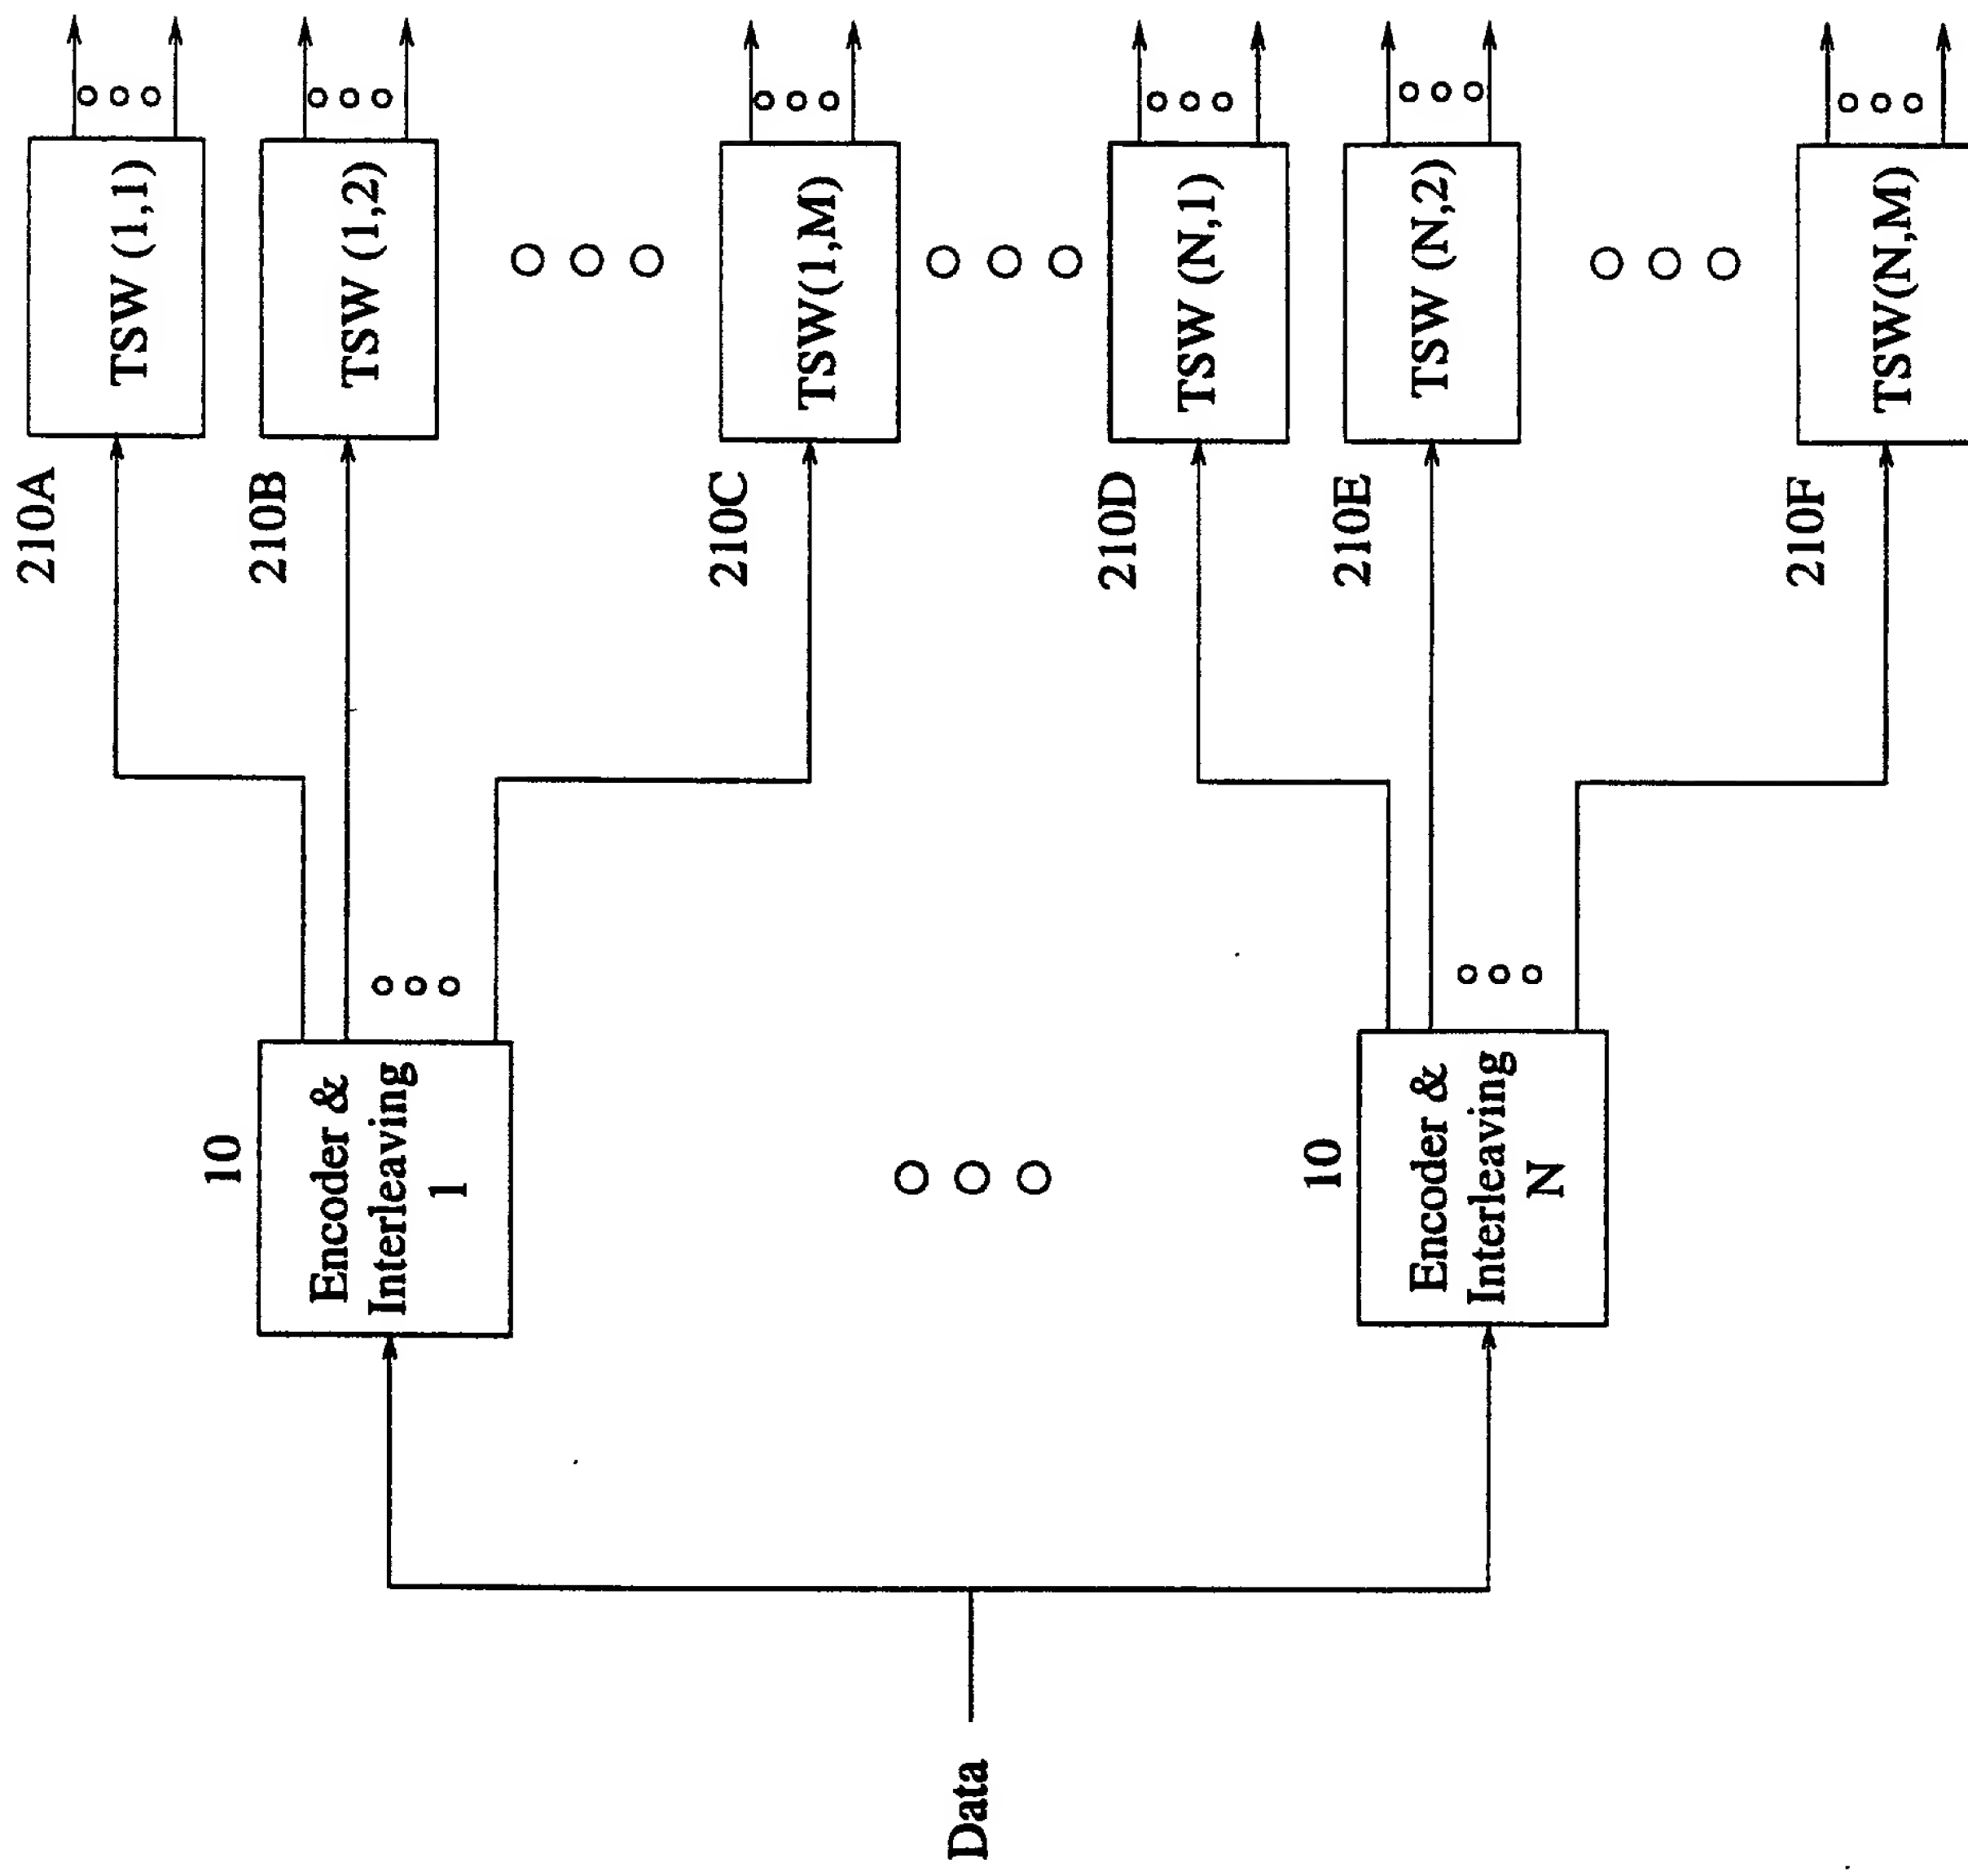 Data
10
Encoder &
Interleaving
1
10
Encoder &
Interleaving
N
210A
TSW (1,1)
210B
TSW (1,2)
210C
TSW(1,M)
210D
TSW (N,1)
210E
TSW (N,2)
210F
TSW(N,M)